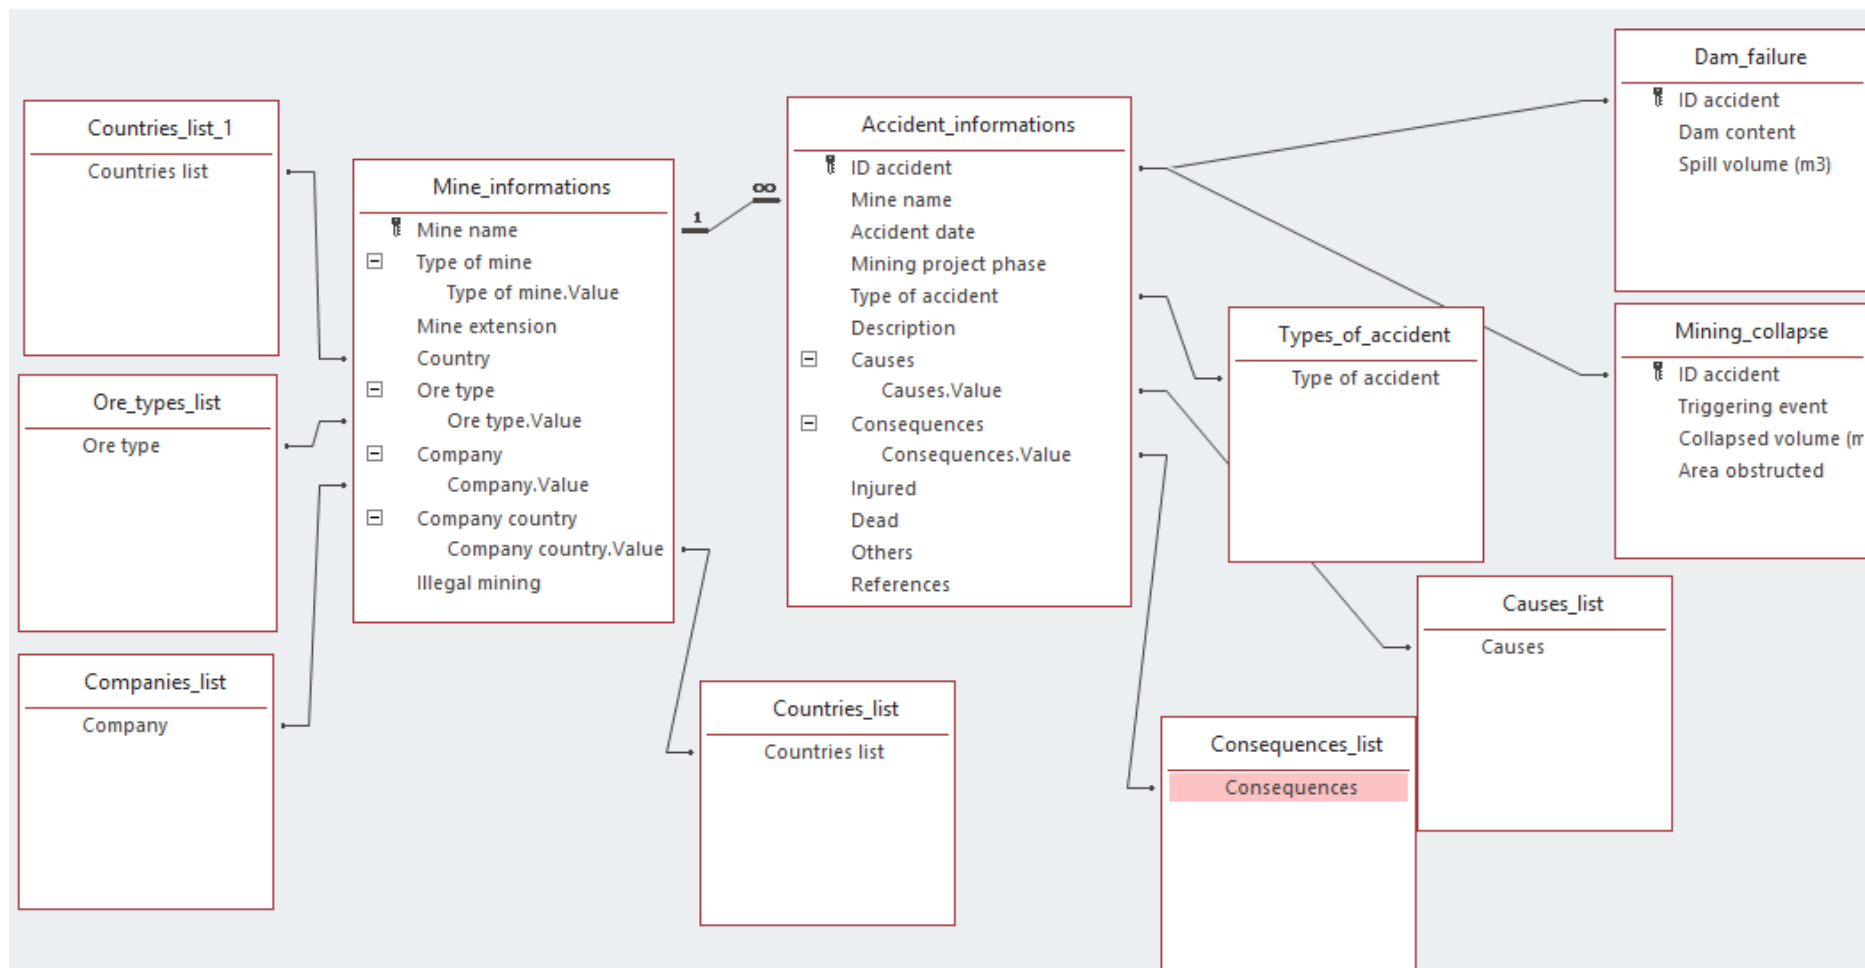 Countries_list_1
Countries list
Ore_types_list
Ore type
Companies_list
Company
Mine_informations
Mine name
Type of mine
Type of mine.Value
Mine extension
Country
Ore type
Ore type.Value
Company
Company.Value
Company country
Company country.Value
Illegal mining
1
∞
Accident_informations
ID accident
Mine name
Accident date
Mining project phase
Type of accident
Description
Causes
Causes.Value
Consequences
Consequences.Value
Injured
Dead
Others
References
Countries_list
Countries list
Types_of_accident
Type of accident
Dam_failure
ID accident
Dam content
Spill volume (m3)
Mining_collapse
ID accident
Triggering event
Collapsed volume (m
Area obstructed
Causes_list
Causes
Consequences_list
Consequences